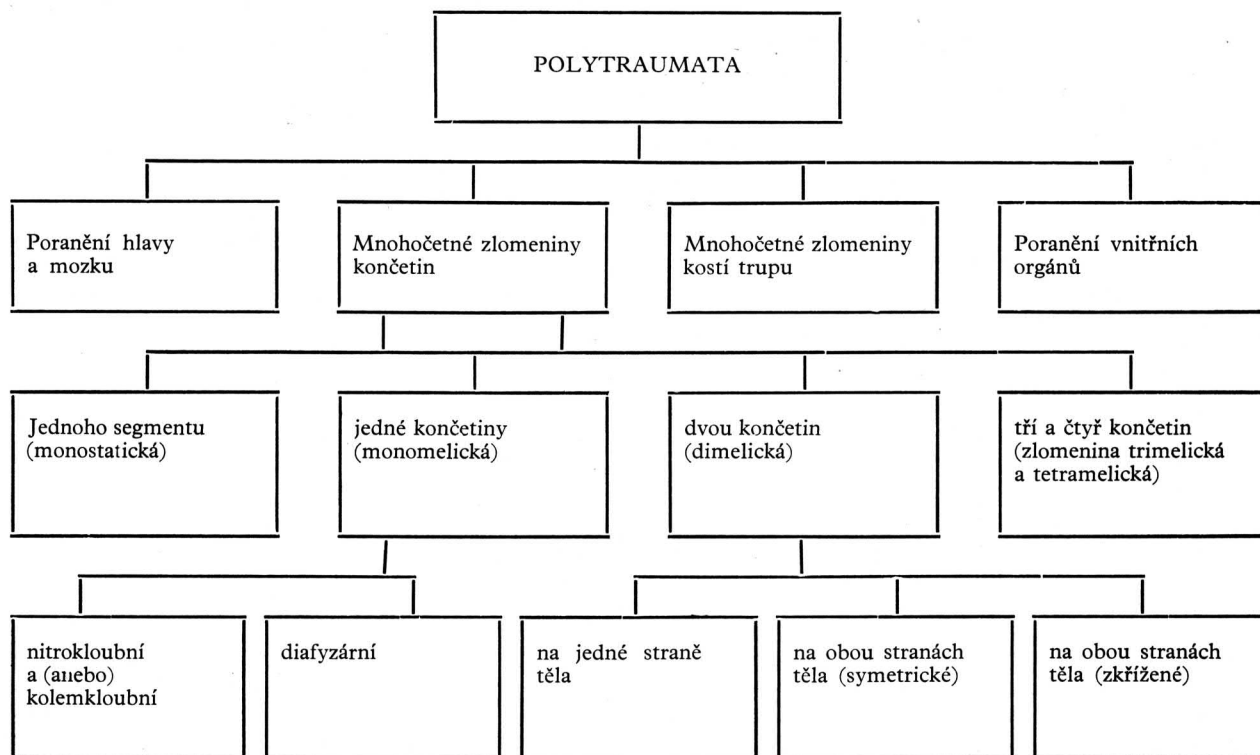 POLYTRAUMATA
Poranění hlavy
a mozku
Mnohočetné zlomeniny
končetin
Mnohočetné zlomeniny
kostí trupu
Poranění vnitřních
orgánů
Jednoho segmentu
(monostatická)
jedné končetiny
(monomelická)
dvou končetin
(dimelická)
tří a čtyř končetin
(zlomenina trimelická
a tetramelická)
nitrokloubní
a (anebo)
kolemkloubní
diafyzární
na jedné straně
těla
na obou stranách
těla (symetrické)
na obou stranách
těla (zkřížené)